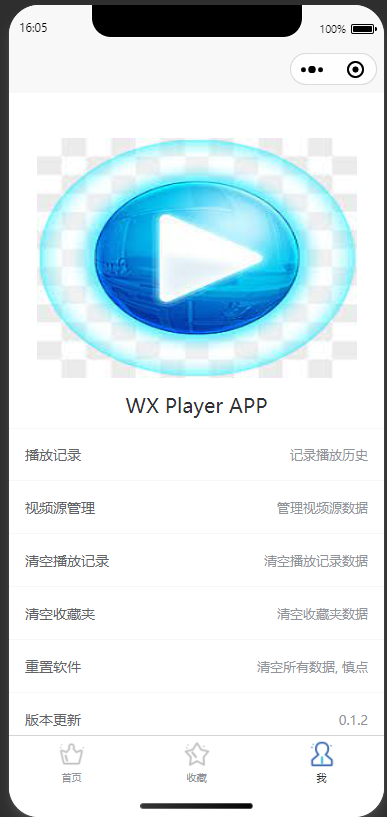 16:05
100%
WX Player APP
播放记录 记录播放历史
视频源管理 管理视频源数据
清空播放记录 清空播放记录数据
清空收藏夹 清空收藏夹数据
重置软件 清空所有数据, 慎点
版本更新 0.1.2
首页 收藏 我